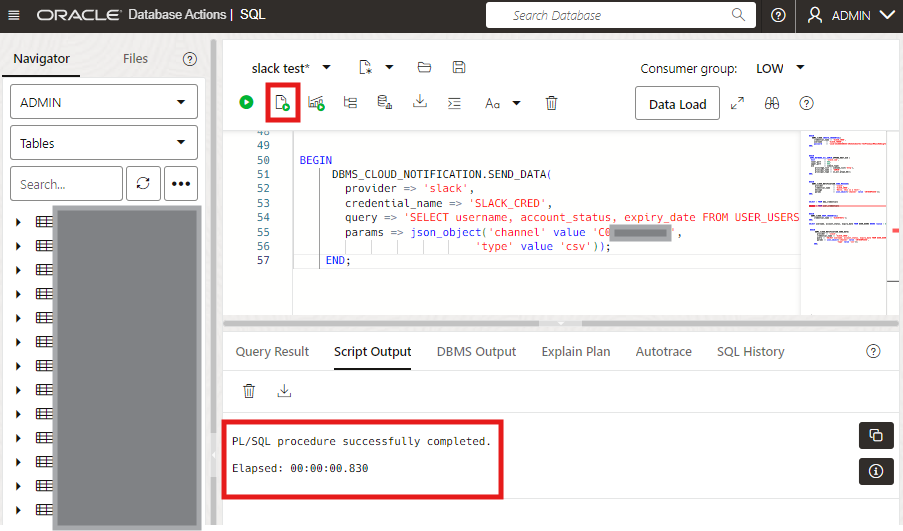 ORACLE Database Actions | SQL
Search Database
ADMIN
Navigator
Files
ADMIN
Tables
Search...
slack test*
Consumer group:
LOW
Aa
Data Load
48
49
50 BEGIN
51 DBMS_CLOUD_NOTIFICATION.SEND_DATA(
52 provider => 'slack',
53 credential_name => 'SLACK_CRED',
54 query => 'SELECT username, account_status, expiry_date FROM USER_USERS
55 params => json_object('channel' value 'C0 ',
56 'type' value 'csv'));
57 END;
Query Result
Script Output
DBMS Output
Explain Plan
Autotrace
SQL History
PL/SQL procedure successfully completed.
Elapsed: 00:00:00.830